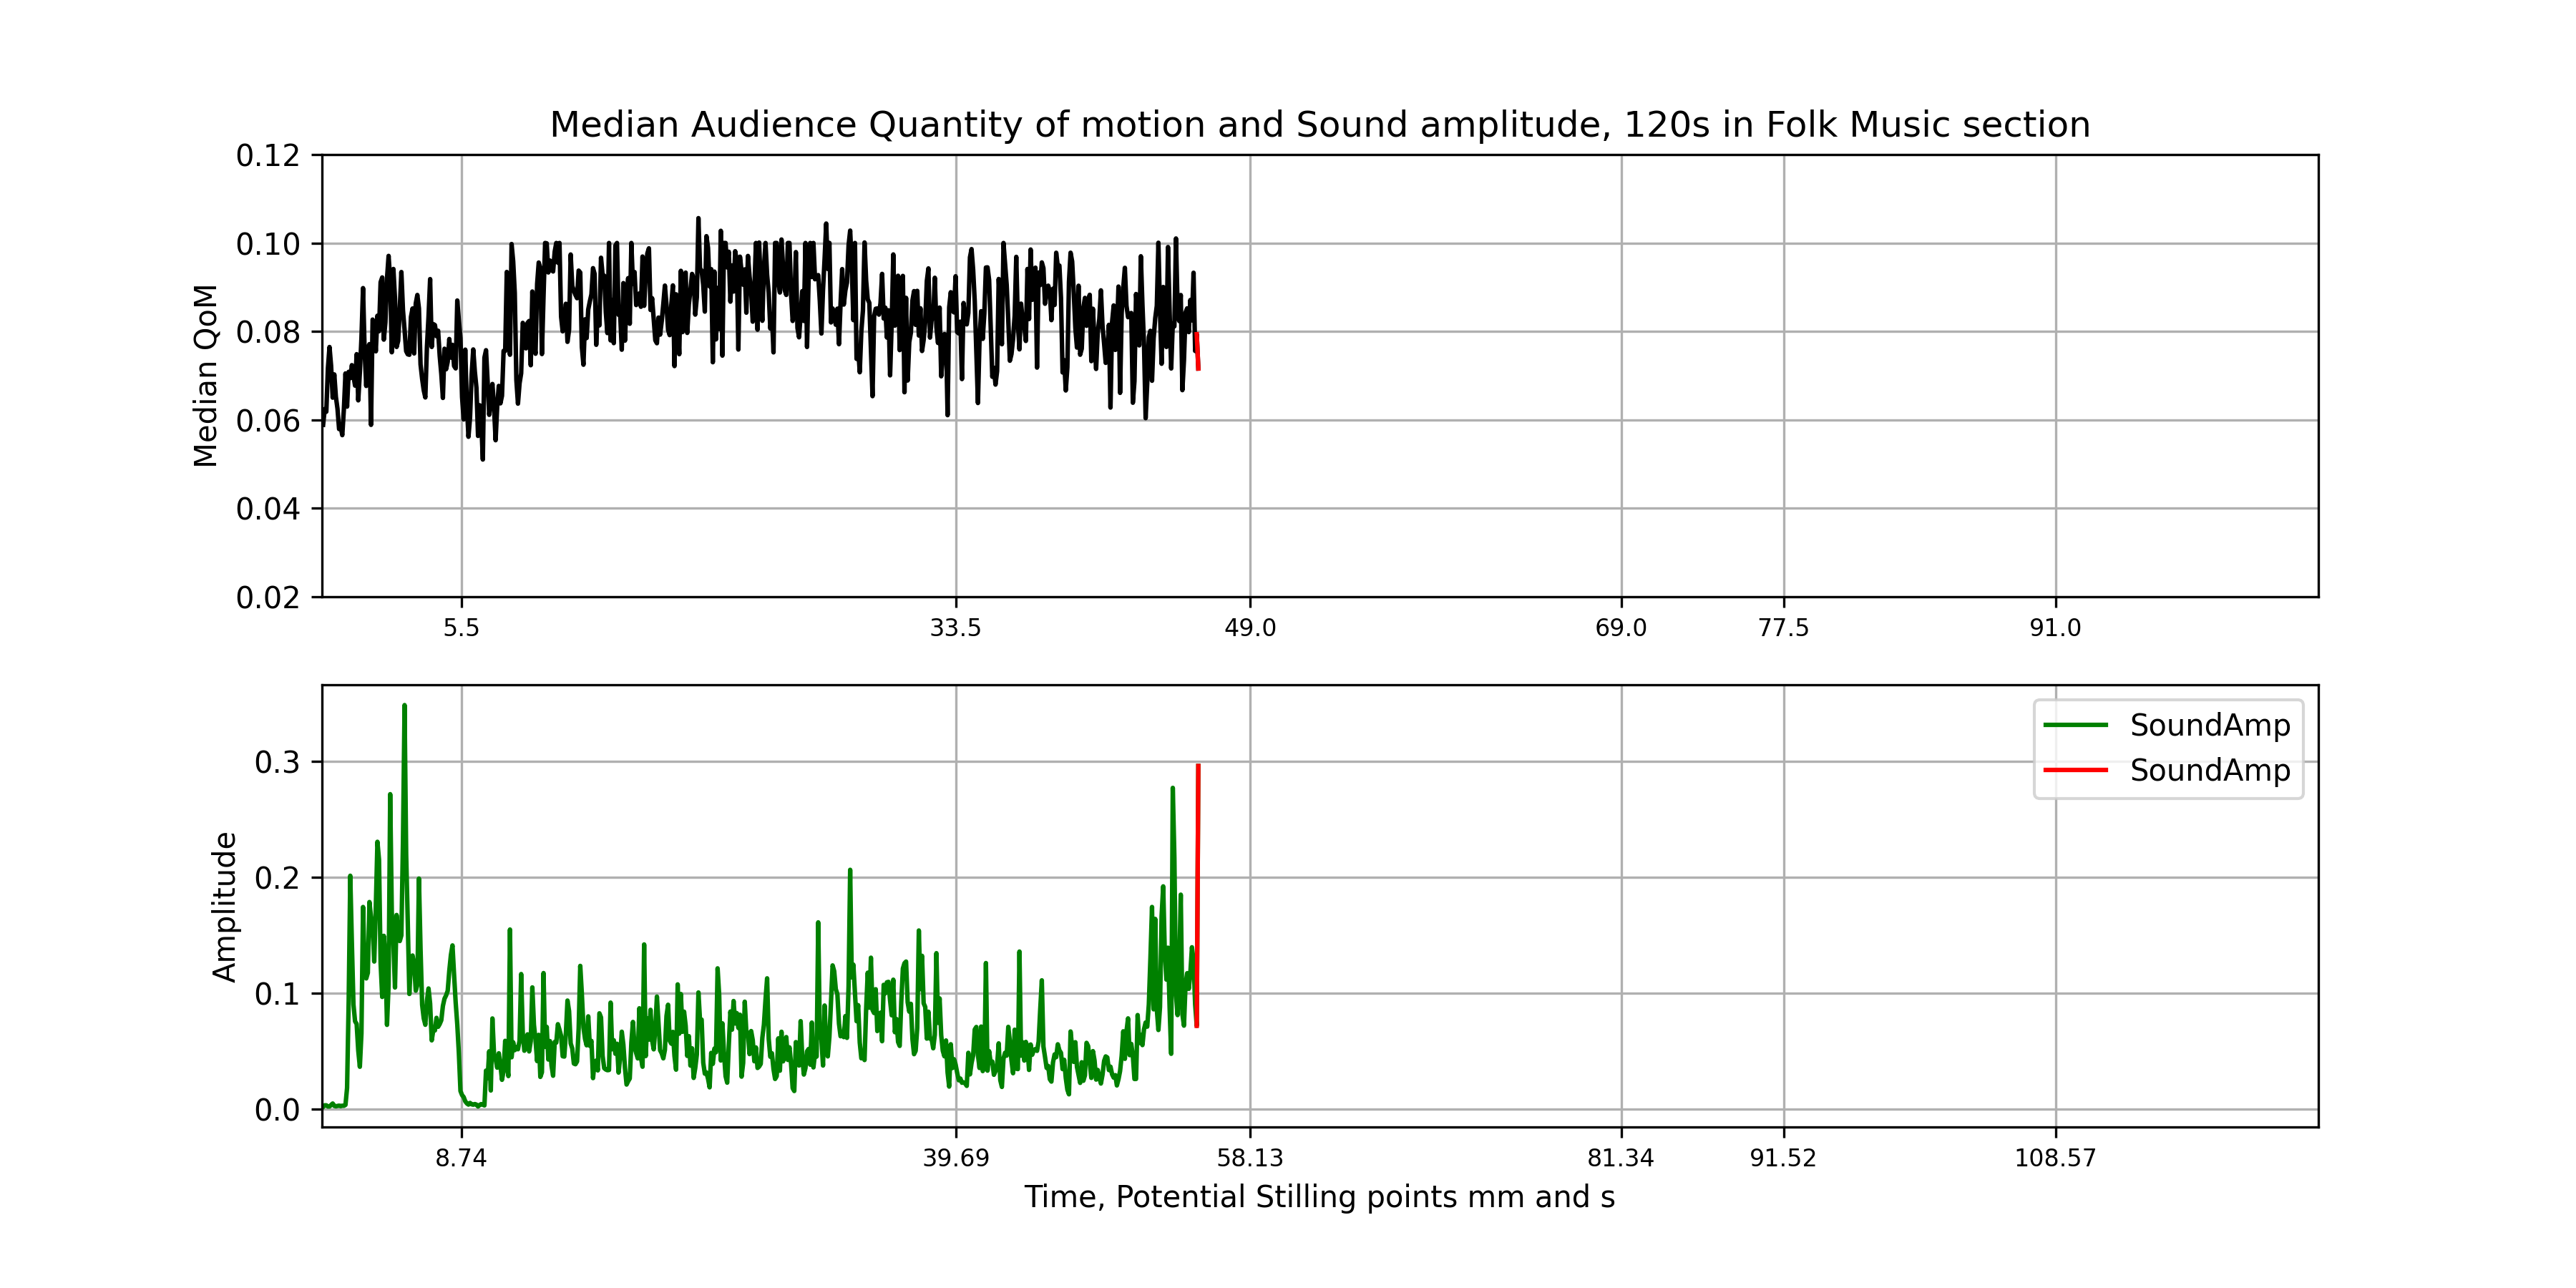 Median Audience Quantity of motion and Sound amplitude, 120s in Folk Music section
0.12
0.10
0.08
0.06
0.04
0.02
Median QoM
5.5 33.5 49.0 69.0 77.5 91.0
SoundAmp
SoundAmp
0.3
0.2
0.1
0.0
Amplitude
8.74 39.69 58.13 81.34 91.52 108.57
Time, Potential Stilling points mm and s